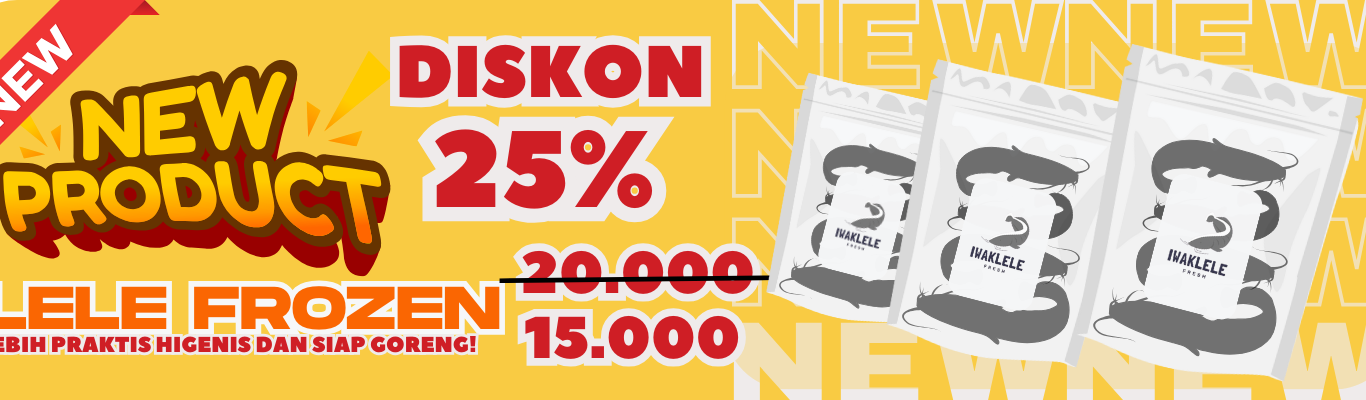 NEW
NEW
PRODUCT
DISKON
25%
20.000
15.000
LELE FROZEN
EBIH PRAKTIS HIGENIS DAN SIAP GORENG!
NEWNEW
NEWNEW
IWAKLELE
FRESH
IWAKLELE
FRESH
IWAKLELE
FRESH